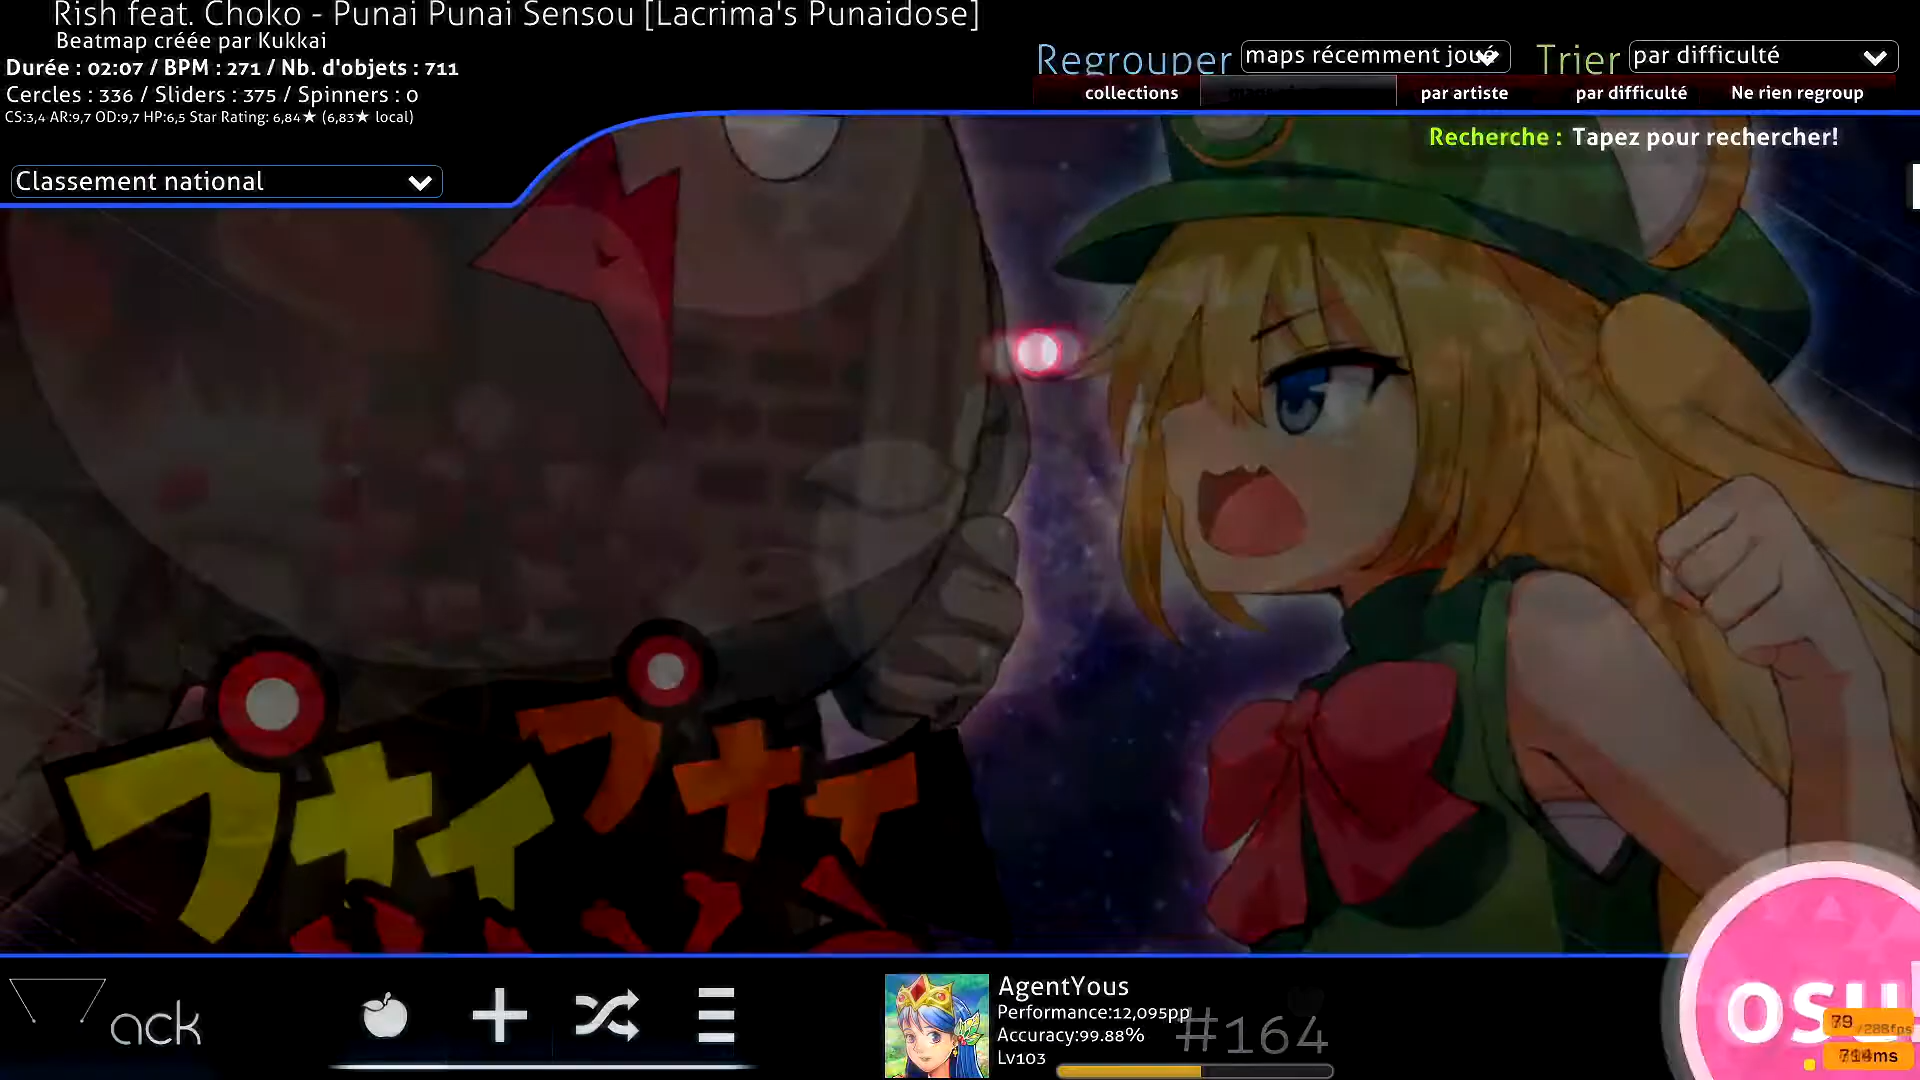 Rish feat. Choko - Punai Punai Sensou [Lacrima's Punaidose]
Beatmap créée par Kukkai
Durée : 02:07 / BPM : 271 / Nb. d'objets : 711
Cercles : 336 / Sliders : 375 / Spinners : 0
CS:3,4 AR:9,7 OD:9,7 HP:6,5 Star Rating: 6,84★ (6,83★ local)
Regrouper maps récemment joué Trier par difficulté
collections par artiste par difficulté Ne rien regroup
Recherche : Tapez pour rechercher!
Classement national
プナイ プナイ
ack
AgentYous
Performance:12,095pp
Accuracy:99.88%
Lv103
#164
osu
79 /288fps